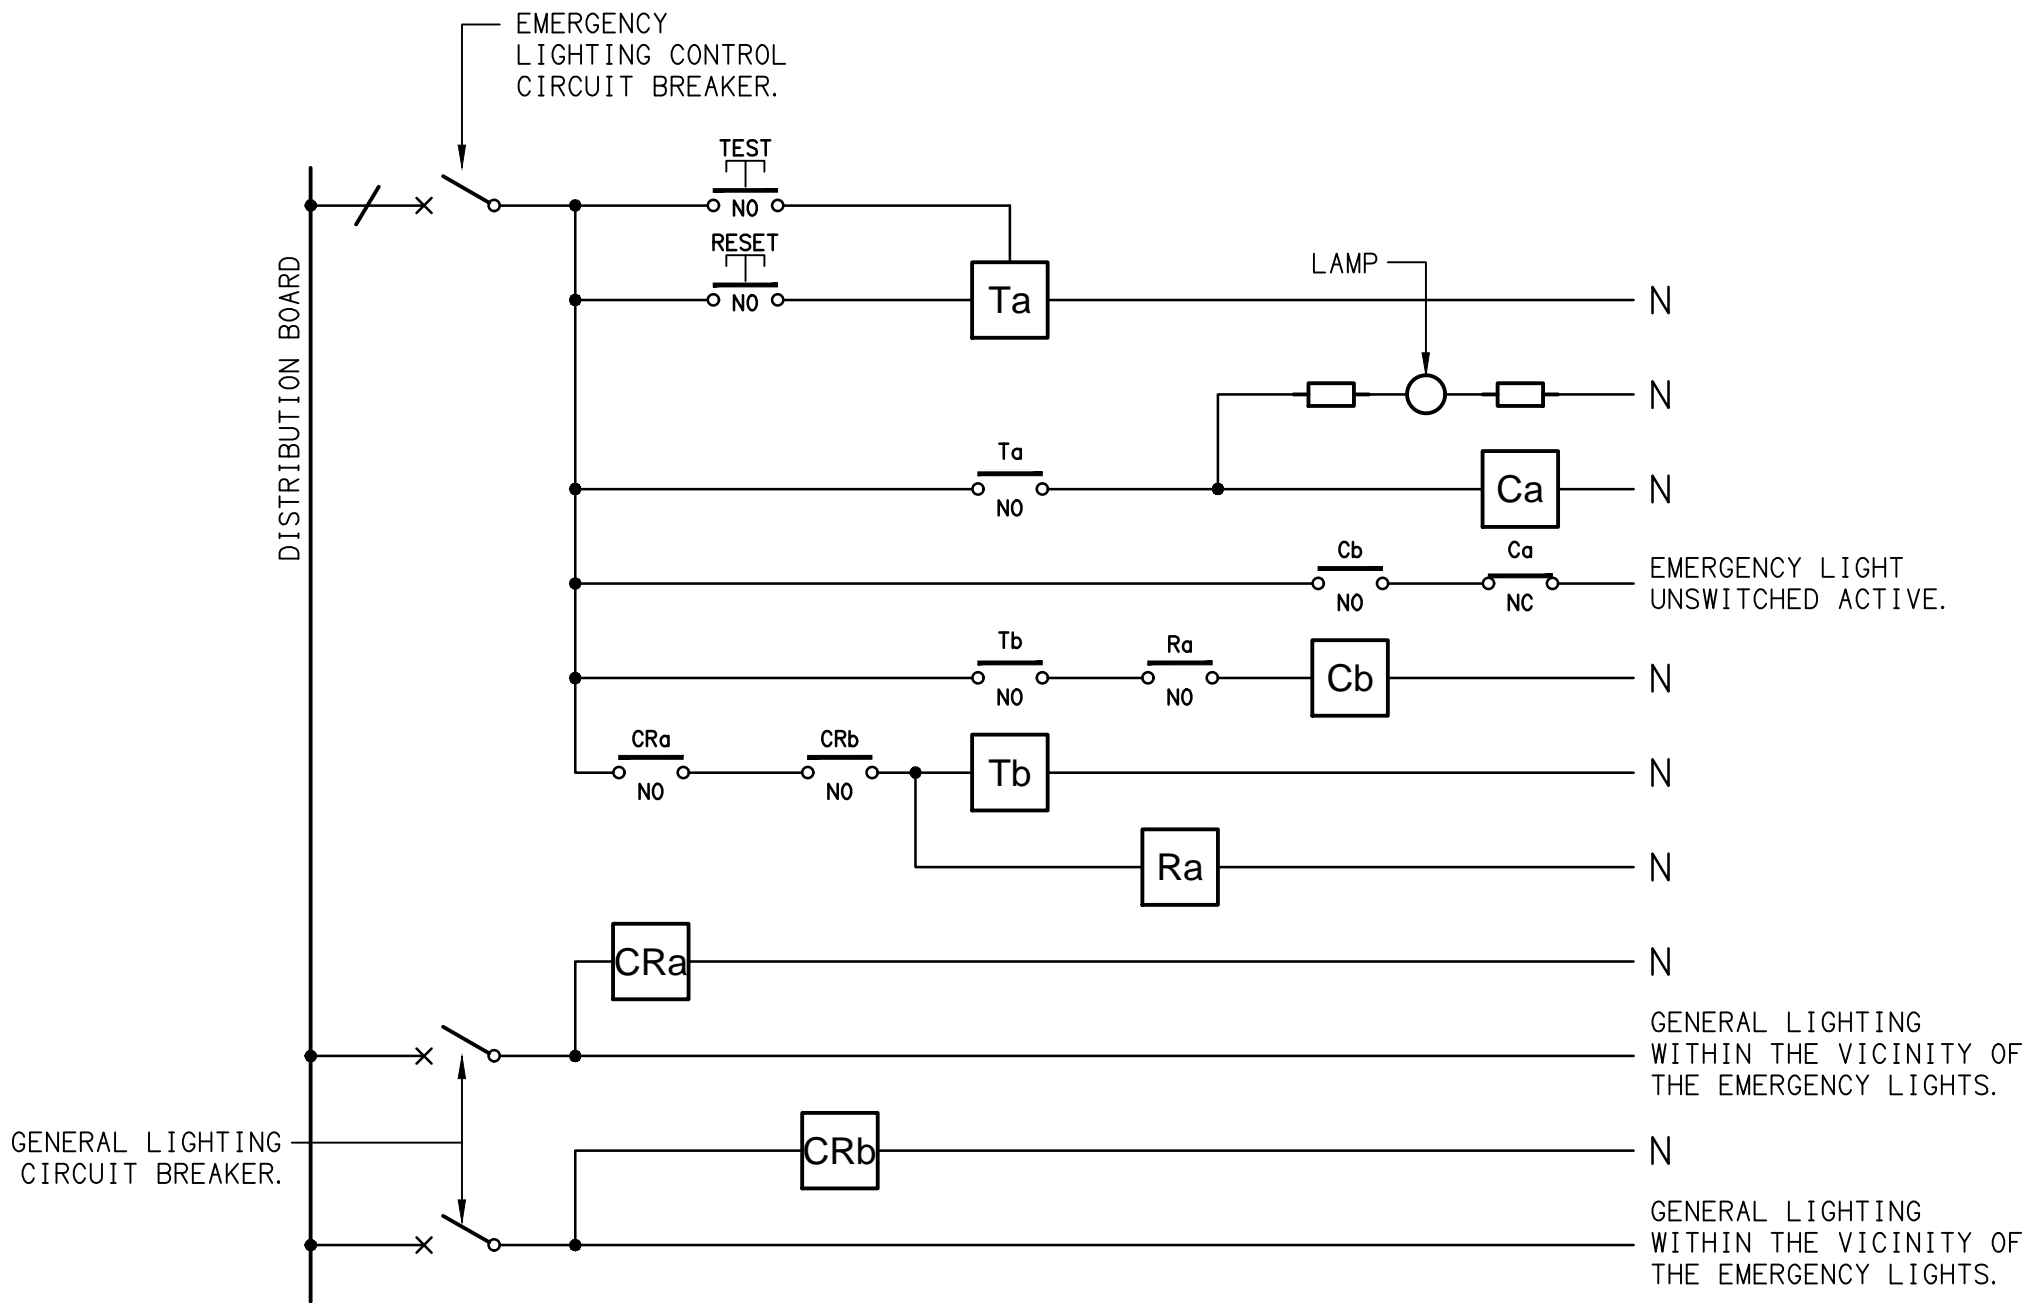 EMERGENCY
LIGHTING CONTROL
CIRCUIT BREAKER.
TEST
NO
RESET
NO
DISTRIBUTION BOARD
Ta
N
LAMP
N
Ta
NO
Ca
N
Cb
NO
Ca
NC
EMERGENCY LIGHT
UNSWITCHED ACTIVE.
Tb
NO
Ra
NO
Cb
N
CRa
NO
CRb
NO
Tb
N
Ra
N
CRa
N
GENERAL LIGHTING
WITHIN THE VICINITY OF
THE EMERGENCY LIGHTS.
GENERAL LIGHTING
CIRCUIT BREAKER.
CRb
N
GENERAL LIGHTING
WITHIN THE VICINITY OF
THE EMERGENCY LIGHTS.